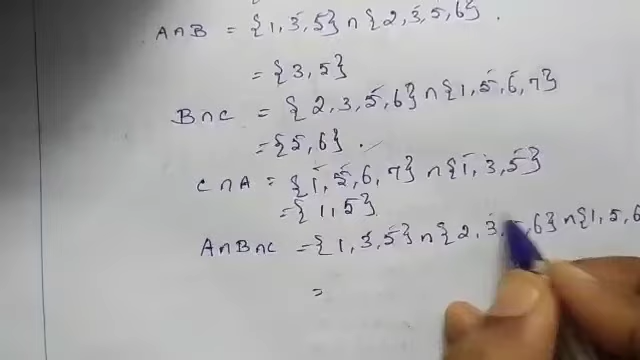 A∩B = {1,3,5} ∩ {2,3,5,6}.
= {3,5}
B∩C = {2,3,5,6} ∩ {1,5,6,7}
= {5,6}.
C∩A = {1,5,6,7} ∩ {1,3,5}
= {1,5}
A∩B∩C = {1,3,5} ∩ {2,3,5,6} ∩ {1,5,6
=